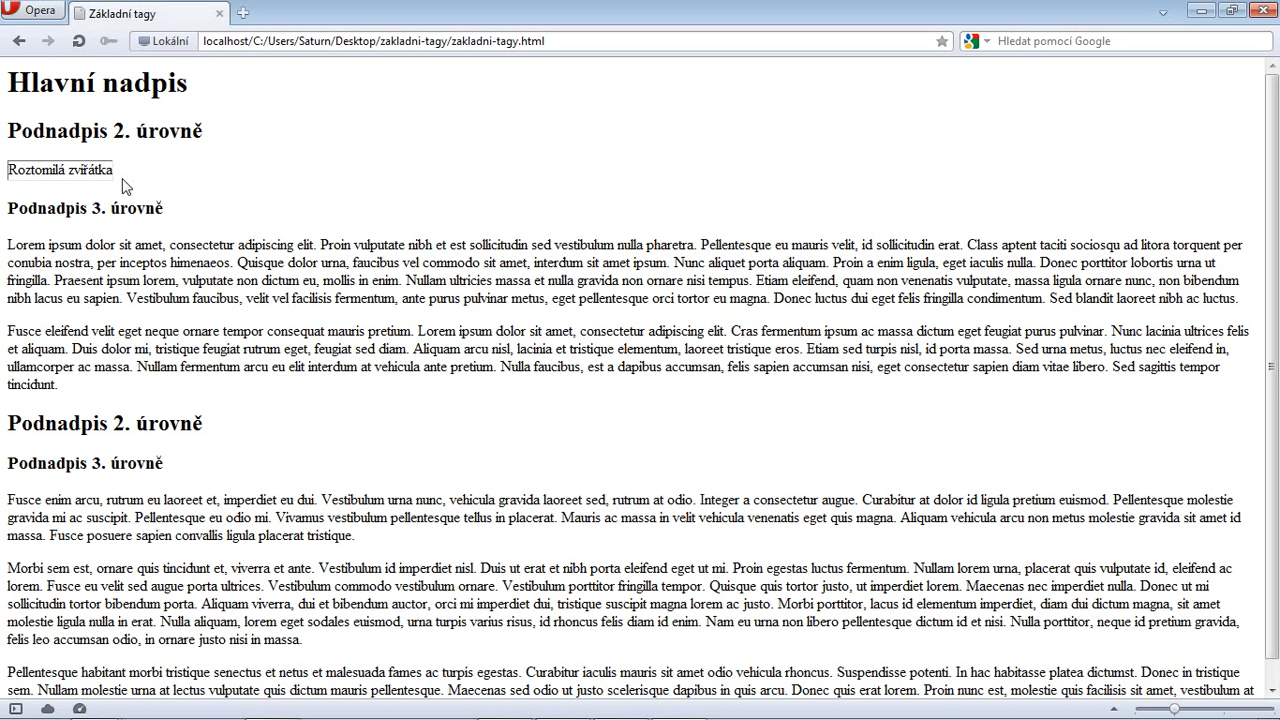 Opera
Základní tagy
Lokální
localhost/C:/Users/Saturn/Desktop/zakladni-tagy/zakladni-tagy.html
Hledat pomocí Google
Hlavní nadpis
Podnadpis 2. úrovně
Roztomilá zvířátka
Podnadpis 3. úrovně
Lorem ipsum dolor sit amet, consectetur adipiscing elit. Proin vulputate nibh et est sollicitudin sed vestibulum nulla pharetra. Pellentesque eu mauris velit, id sollicitudin erat. Class aptent taciti sociosqu ad litora torquent per
conubia nostra, per inceptos himenaeos. Quisque dolor urna, faucibus vel commodo sit amet, interdum sit amet ipsum. Nunc aliquet porta aliquam. Proin a enim ligula, eget iaculis nulla. Donec porttitor lobortis urna ut
fringilla. Praesent ipsum lorem, vulputate non dictum eu, mollis in enim. Nullam ultricies massa et nulla gravida non ornare nisi tempus. Etiam eleifend, quam non venenatis vulputate, massa ligula ornare nunc, non bibendum
nibh lacus eu sapien. Vestibulum faucibus, velit vel facilisis fermentum, ante purus pulvinar metus, eget pellentesque orci tortor eu magna. Donec luctus dui eget felis fringilla condimentum. Sed blandit laoreet nibh ac luctus.
Fusce eleifend velit eget neque ornare tempor consequat mauris pretium. Lorem ipsum dolor sit amet, consectetur adipiscing elit. Cras fermentum ipsum ac massa dictum eget feugiat purus pulvinar. Nunc lacinia ultrices felis
et aliquam. Duis dolor mi, tristique feugiat rutrum eget, feugiat sed diam. Aliquam arcu nisl, lacinia et tristique elementum, laoreet tristique eros. Etiam sed turpis nisl, id porta massa. Sed urna metus, luctus nec eleifend in,
ullamcorper ac massa. Nullam fermentum arcu eu elit interdum at vehicula ante pretium. Nulla faucibus, est a dapibus accumsan, felis sapien accumsan nisi, eget consectetur sapien diam vitae libero. Sed sagittis tempor
tincidunt.
Podnadpis 2. úrovně
Podnadpis 3. úrovně
Fusce enim arcu, rutrum eu laoreet et, imperdiet eu dui. Vestibulum urna nunc, vehicula gravida laoreet sed, rutrum at odio. Integer a consectetur augue. Curabitur at dolor id ligula pretium euismod. Pellentesque molestie
gravida mi ac suscipit. Pellentesque eu odio mi. Vivamus vestibulum pellentesque tellus in placerat. Mauris ac massa in velit vehicula venenatis eget quis magna. Aliquam vehicula arcu non metus molestie gravida sit amet id
massa. Fusce posuere sapien convallis ligula placerat tristique.
Morbi sem est, ornare quis tincidunt et, viverra et ante. Vestibulum id imperdiet nisl. Duis ut erat et nibh porta eleifend eget ut mi. Proin egestas luctus fermentum. Nullam lorem urna, placerat quis vulputate id, eleifend ac
lorem. Fusce eu velit sed augue porta ultrices. Vestibulum commodo vestibulum ornare. Vestibulum porttitor fringilla tempor. Quisque quis tortor justo, ut imperdiet lorem. Maecenas nec imperdiet nulla. Donec ut mi
sollicitudin tortor bibendum porta. Aliquam viverra, dui et bibendum auctor, orci mi imperdiet dui, tristique suscipit magna lorem ac justo. Morbi porttitor, lacus id elementum imperdiet, diam dui dictum magna, sit amet
molestie ligula nulla in erat. Nulla aliquam, lorem eget sodales euismod, urna turpis varius risus, id rhoncus felis diam id enim. Nam eu urna non libero pellentesque dictum id et nisi. Nulla porttitor, neque id pretium gravida,
felis leo accumsan odio, in ornare justo nisi in massa.
Pellentesque habitant morbi tristique senectus et netus et malesuada fames ac turpis egestas. Curabitur iaculis mauris sit amet odio vehicula rhoncus. Suspendisse potenti. In hac habitasse platea dictumst. Donec in tristique
sem. Nullam molestie urna at lectus vulputate quis dictum mauris pellentesque. Maecenas sed odio ut justo scelerisque dapibus in quis arcu. Donec quis erat lorem. Proin nunc est, molestie quis facilisis sit amet, vestibulum at